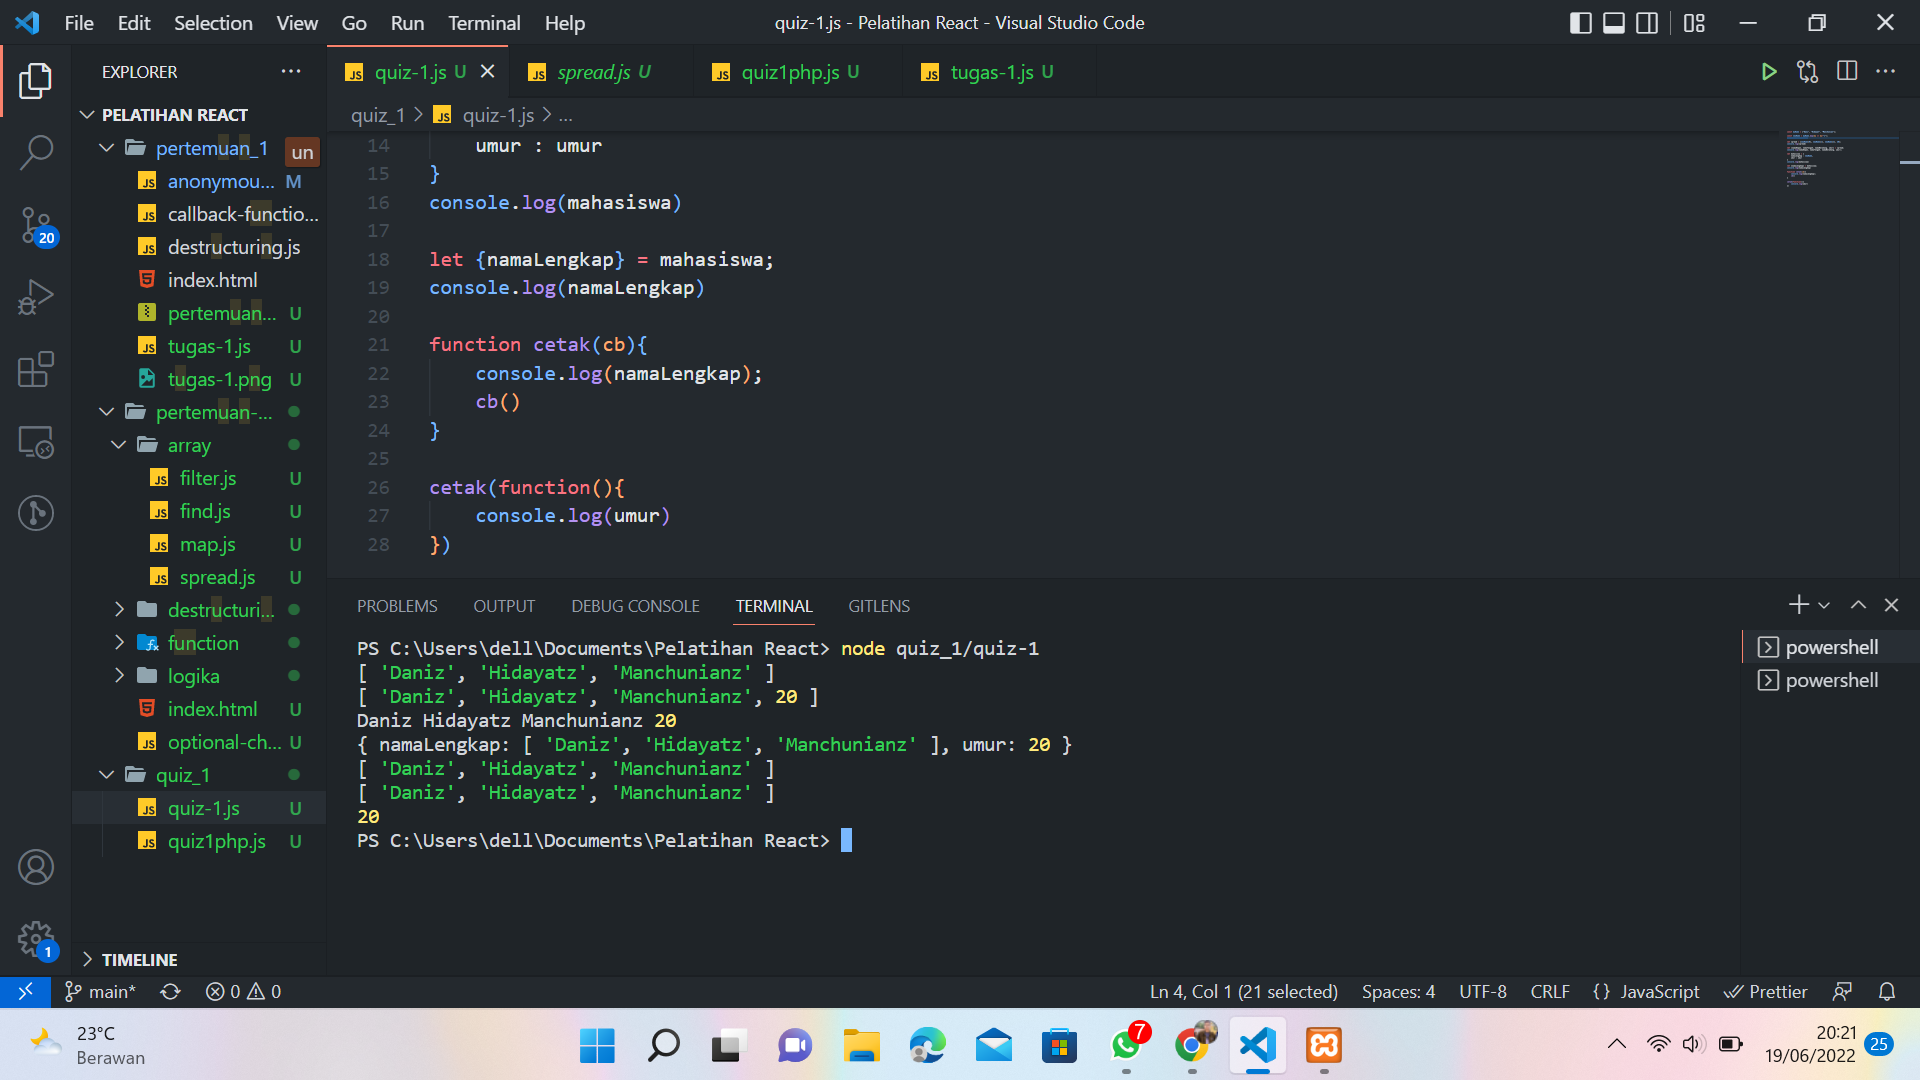 File Edit Selection View Go Run Terminal Help
quiz-1.js - Pelatihan React - Visual Studio Code
EXPLORER
PELATIHAN REACT
pertemuan_1
un
anonymou... M
callback-functio...
destructuring.js
index.html
pertemuan... U
tugas-1.js U
tugas-1.png U
pertemuan-...
array
filter.js U
find.js U
map.js U
spread.js U
destructuri...
function
logika
index.html U
optional-ch... U
quiz_1
quiz-1.js U
quiz1php.js U
TIMELINE
20
1
quiz-1.js U
spread.js U
quiz1php.js U
tugas-1.js U
quiz_1 > quiz-1.js > ...
14 umur : umur
15 }
16 console.log(mahasiswa)
17
18 let {namaLengkap} = mahasiswa;
19 console.log(namaLengkap)
20
21 function cetak(cb){
22 console.log(namaLengkap);
23 cb()
24 }
25
26 cetak(function(){
27 console.log(umur)
28 })
PROBLEMS OUTPUT DEBUG CONSOLE TERMINAL GITLENS
PS C:\Users\dell\Documents\Pelatihan React> node quiz_1/quiz-1
[ 'Daniz', 'Hidayatz', 'Manchunianz' ]
[ 'Daniz', 'Hidayatz', 'Manchunianz', 20 ]
Daniz Hidayatz Manchunianz 20
{ namaLengkap: [ 'Daniz', 'Hidayatz', 'Manchunianz' ], umur: 20 }
[ 'Daniz', 'Hidayatz', 'Manchunianz' ]
[ 'Daniz', 'Hidayatz', 'Manchunianz' ]
20
PS C:\Users\dell\Documents\Pelatihan React>
powershell
powershell
main* 0 0
Ln 4, Col 1 (21 selected) Spaces: 4 UTF-8 CRLF {} JavaScript Prettier
23°C
Berawan
7
20:21
19/06/2022
25